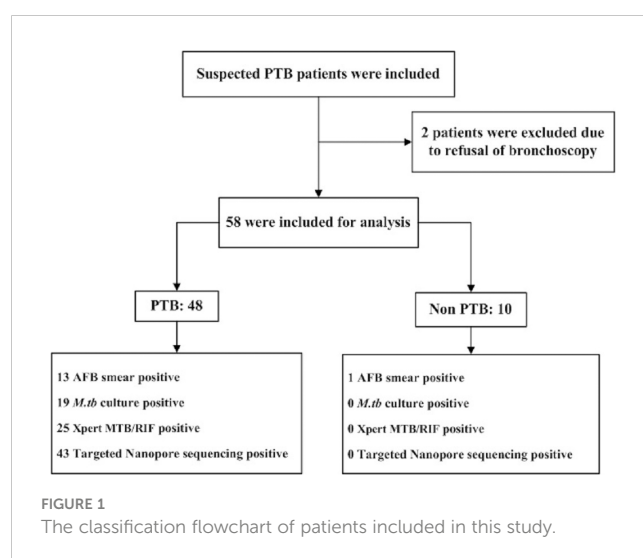 Suspected PTB patients were included
2 patients were excluded due
to refusal of bronchoscopy
58 were included for analysis
PTB: 48
Non PTB: 10
13 AFB smear positive
19 M.tb culture positive
25 Xpert MTB/RIF positive
43 Targeted Nanopore sequencing positive
1 AFB smear positive
0 M.tb culture positive
0 Xpert MTB/RIF positive
0 Targeted Nanopore sequencing positive
FIGURE 1
The classification flowchart of patients included in this study.